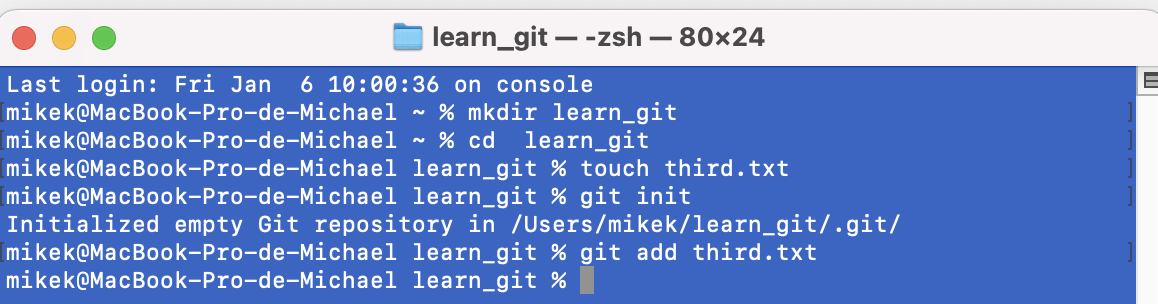 learn_git — -zsh — 80×24
Last login: Fri Jan  6 10:00:36 on console
[mikek@MacBook-Pro-de-Michael ~ % mkdir learn_git ]
[mikek@MacBook-Pro-de-Michael ~ % cd  learn_git ]
[mikek@MacBook-Pro-de-Michael learn_git % touch third.txt ]
[mikek@MacBook-Pro-de-Michael learn_git % git init ]
Initialized empty Git repository in /Users/mikek/learn_git/.git/
[mikek@MacBook-Pro-de-Michael learn_git % git add third.txt ]
mikek@MacBook-Pro-de-Michael learn_git %